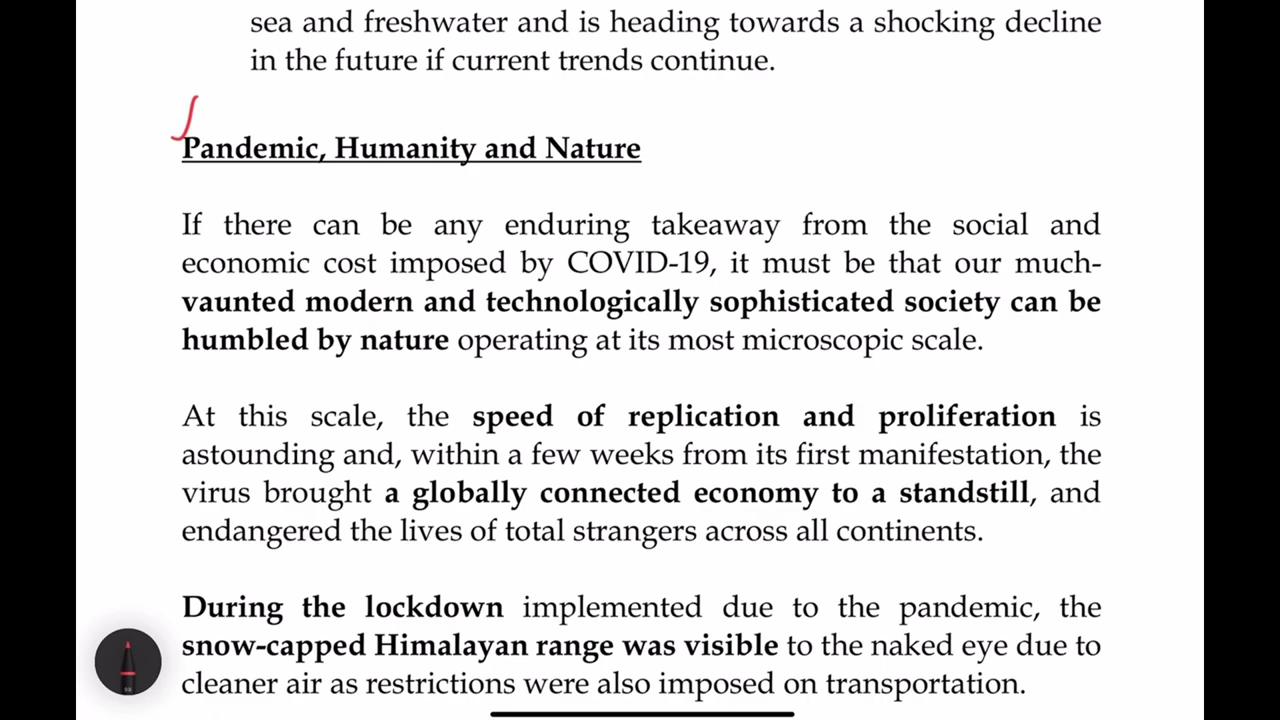 sea and freshwater and is heading towards a shocking decline
in the future if current trends continue.
Pandemic, Humanity and Nature
If there can be any enduring takeaway from the social and
economic cost imposed by COVID-19, it must be that our much-
vaunted modern and technologically sophisticated society can be
humbled by nature operating at its most microscopic scale.
At this scale, the speed of replication and proliferation is
astounding and, within a few weeks from its first manifestation, the
virus brought a globally connected economy to a standstill, and
endangered the lives of total strangers across all continents.
During the lockdown implemented due to the pandemic, the
snow-capped Himalayan range was visible to the naked eye due to
cleaner air as restrictions were also imposed on transportation.